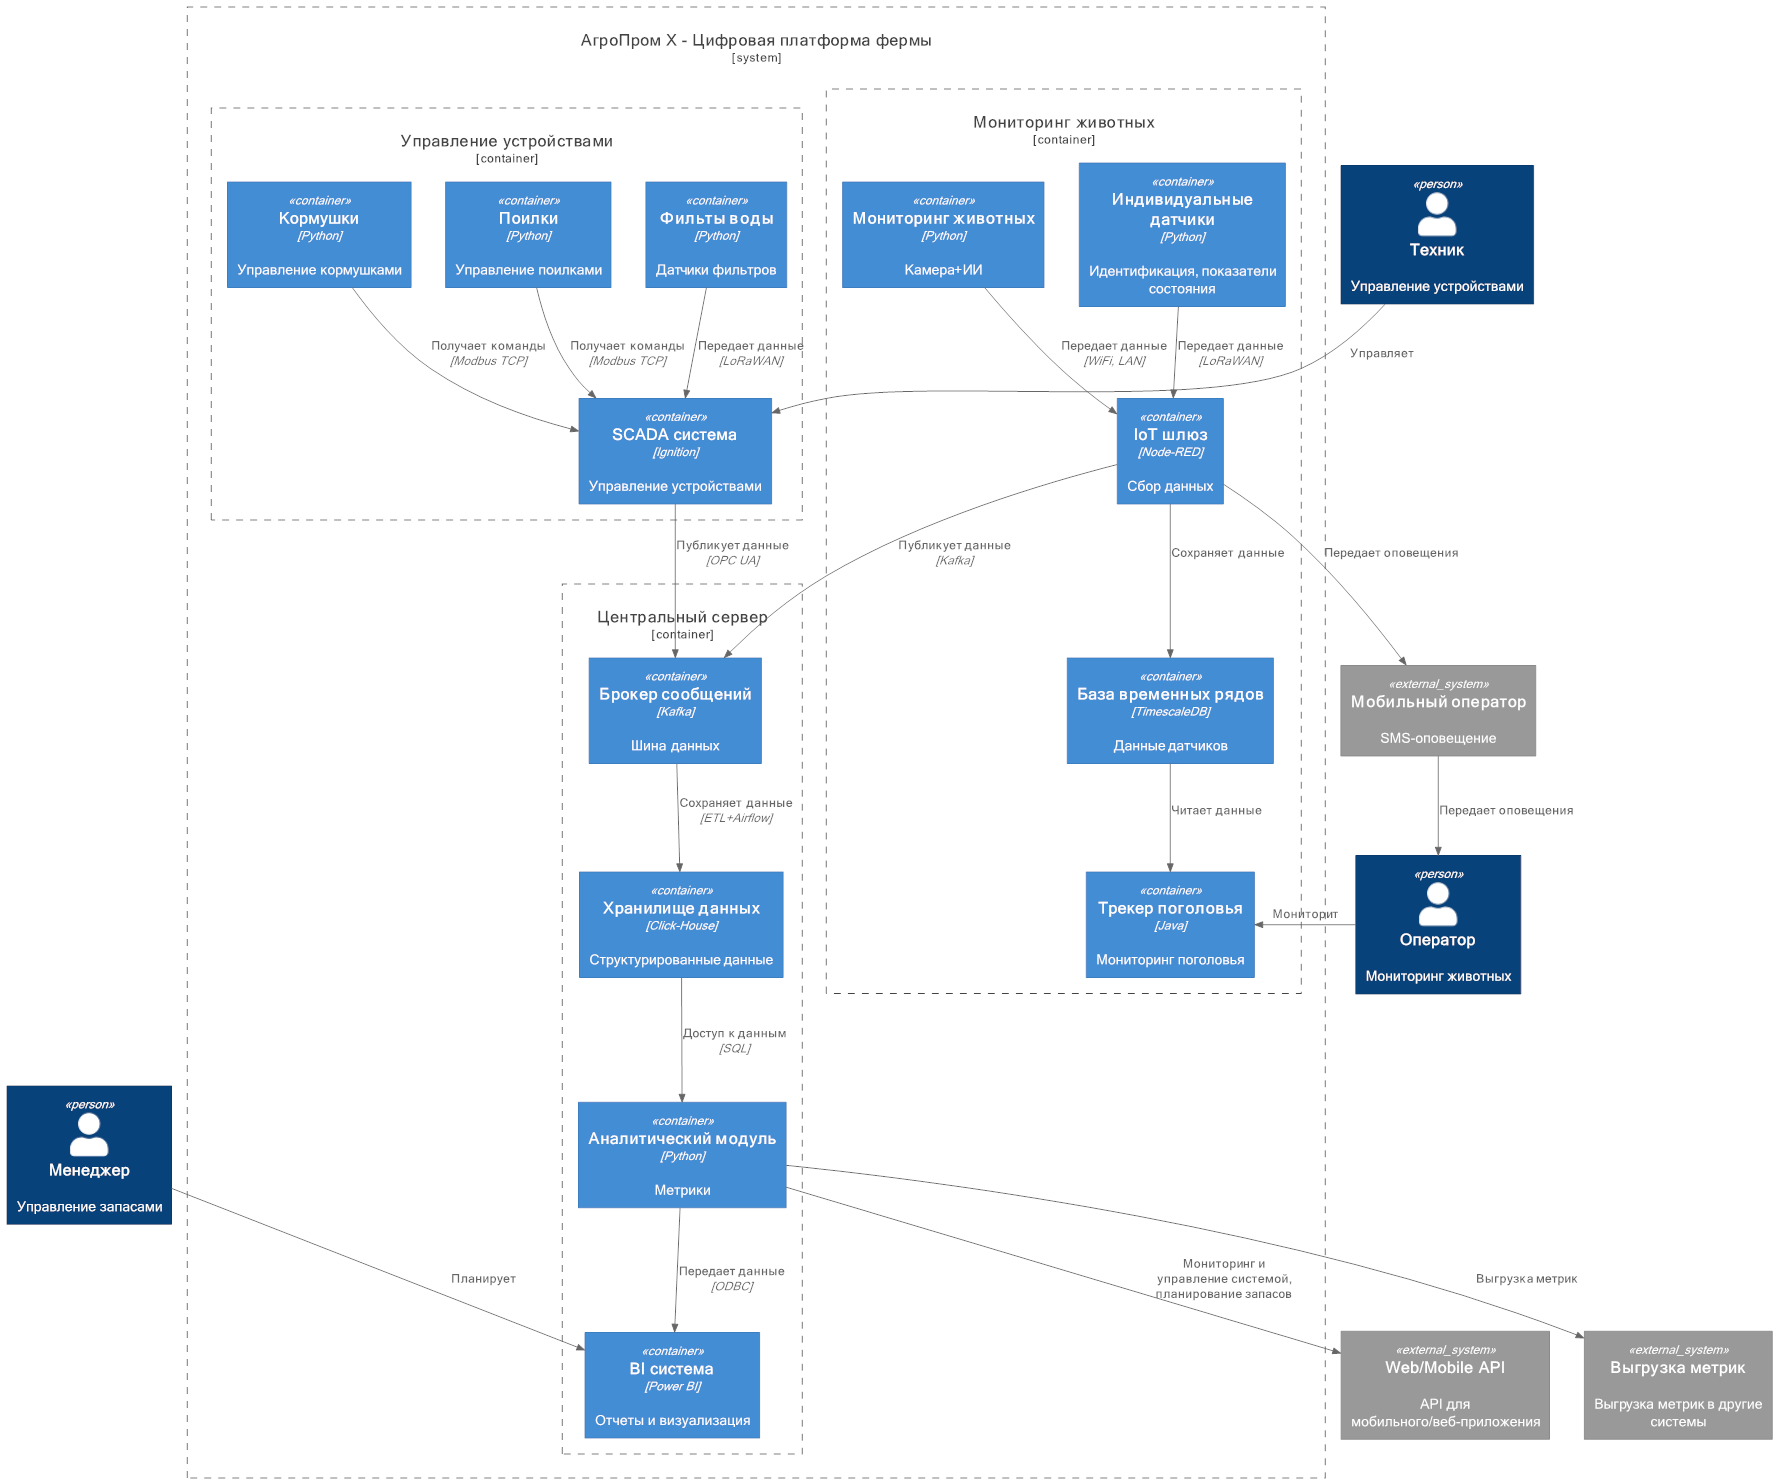 АгроПром X - Цифровая платформа фермы
[system]
Управление устройствами
[container]
«container»
Кормушки
[Python]
Управление кормушками
«container»
Поилки
[Python]
Управление поилками
«container»
Фильты воды
[Python]
Датчики фильтров
Мониторинг животных
[container]
«container»
Мониторинг животных
[Python]
Камера+ИИ
«container»
Индивидуальные
датчики
[Python]
Идентификация, показатели
состояния
«person»
Техник
Управление устройствами
Получает команды
[Modbus TCP]
Получает команды
[Modbus TCP]
Передает данные
[LoRaWAN]
Передает данные
[WiFi, LAN]
Передает данные
[LoRaWAN]
Управляет
«container»
SCADA система
[Ignition]
Управление устройствами
«container»
IoT шлюз
[Node-RED]
Сбор данных
Публикует данные
[OPC UA]
Публикует данные
[Kafka]
Сохраняет данные
Передает оповещения
Центральный сервер
[container]
«container»
Брокер сообщений
[Kafka]
Шина данных
«container»
База временных рядов
[TimescaleDB]
Данные датчиков
«external_system»
Мобильный оператор
SMS-оповещение
Сохраняет данные
[ETL+Airflow]
Читает данные
Передает оповещения
«container»
Хранилище данных
[Click-House]
Структурированные данные
«container»
Трекер поголовья
[Java]
Мониторинг поголовья
Мониторит
«person»
Оператор
Мониторинг животных
Доступ к данным
[SQL]
«person»
Менеджер
Управление запасами
«container»
Аналитический модуль
[Python]
Метрики
Планирует
Передает данные
[ODBC]
Мониторинг и
управление системой,
планирование запасов
Выгрузка метрик
«container»
BI система
[Power BI]
Отчеты и визуализация
«external_system»
Web/Mobile API
API для
мобильного/веб-приложения
«external_system»
Выгрузка метрик
Выгрузка метрик в другие
системы